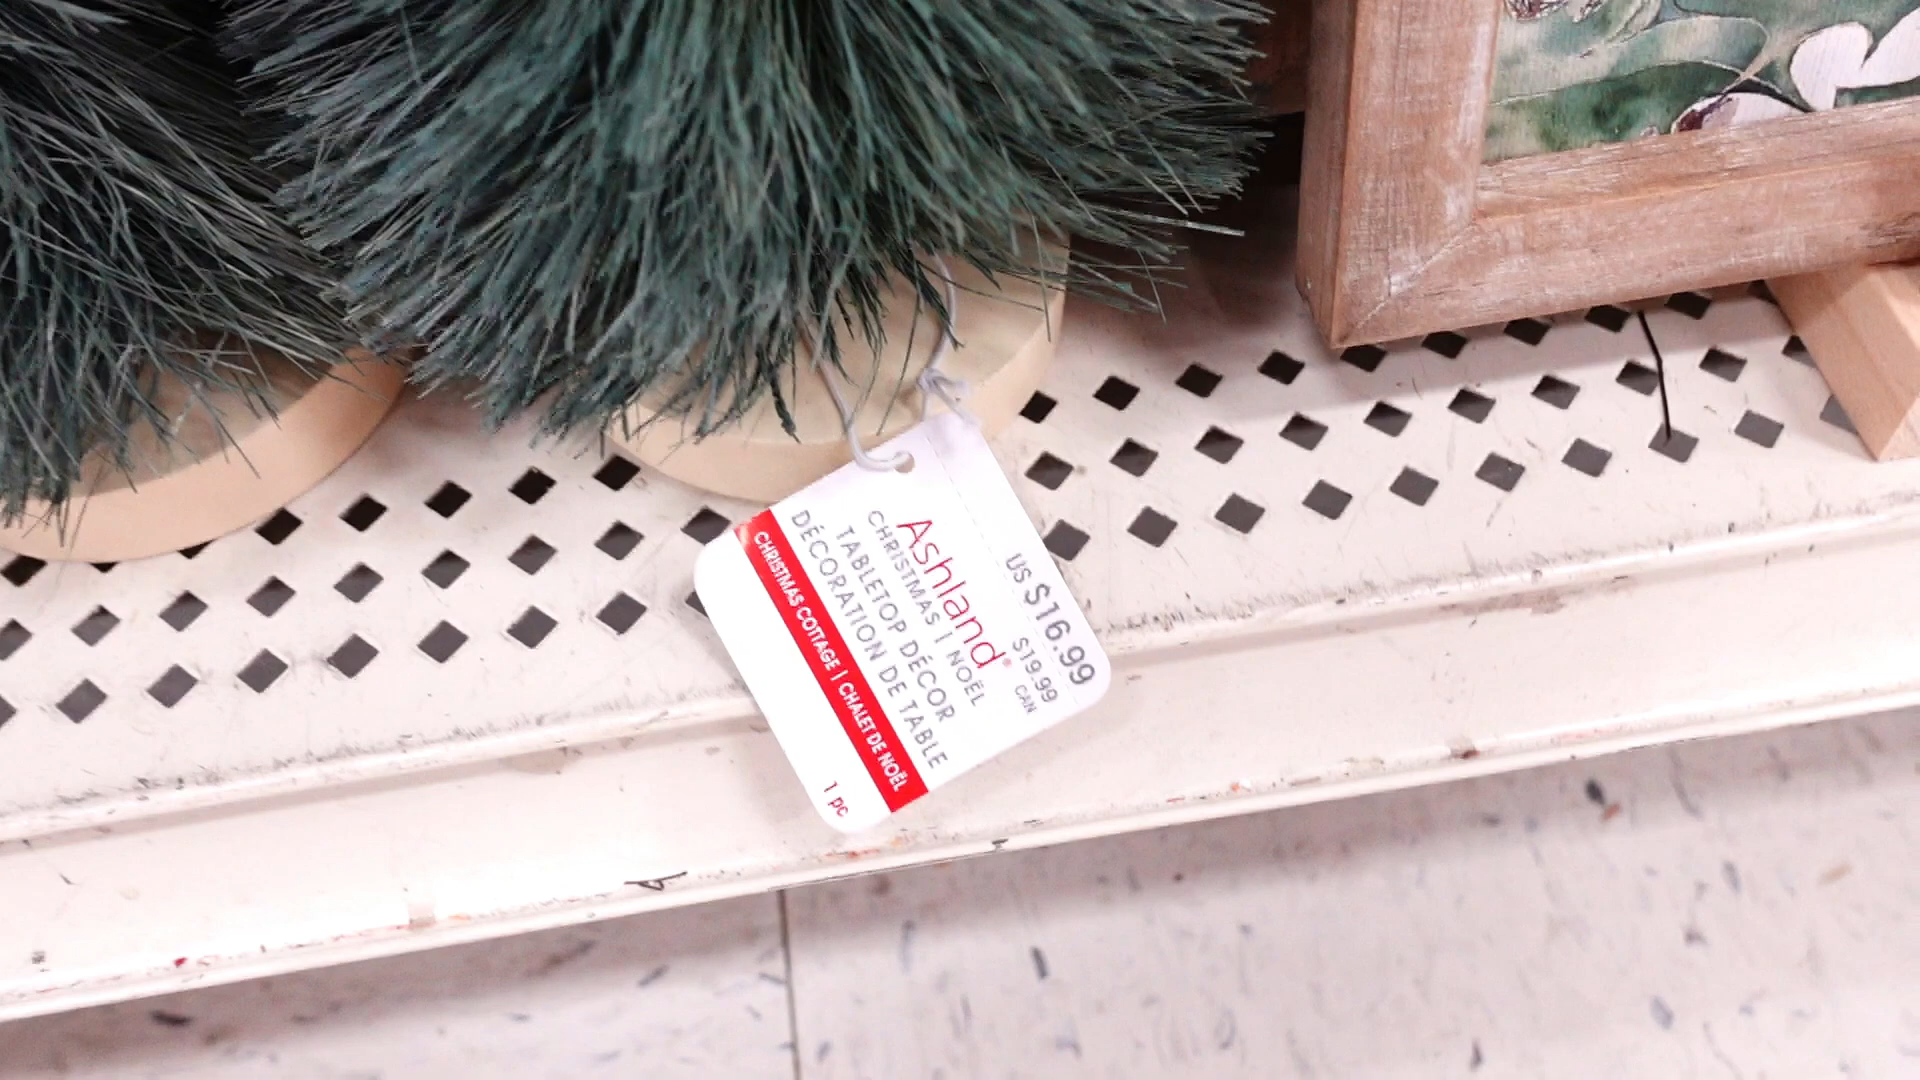 US $16.99
$19.99 CAN
Ashland®
CHRISTMAS | NOËL
TABLETOP DÉCOR
DÉCORATION DE TABLE
CHRISTMAS COTTAGE | CHALET DE NOËL
1 pc